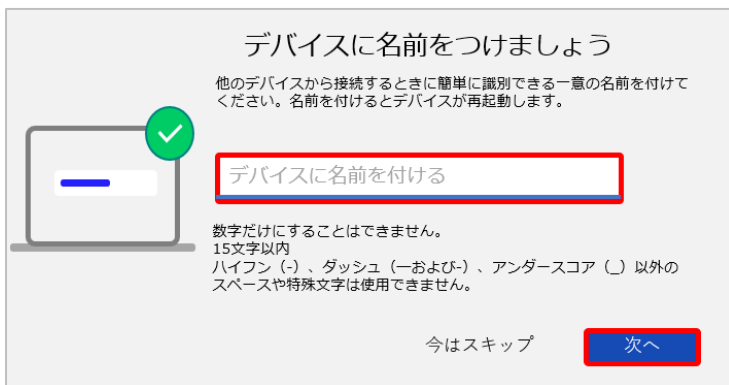 デバイスに名前をつけましょう
他のデバイスから接続するときに簡単に識別できる一意の名前を付けて
ください。名前を付けるとデバイスが再起動します。
デバイスに名前を付ける
数字だけにすることはできません。
15文字以内
ハイフン（-）、ダッシュ（—および-）、アンダースコア（_）以外の
スペースや特殊文字は使用できません。
今はスキップ
次へ